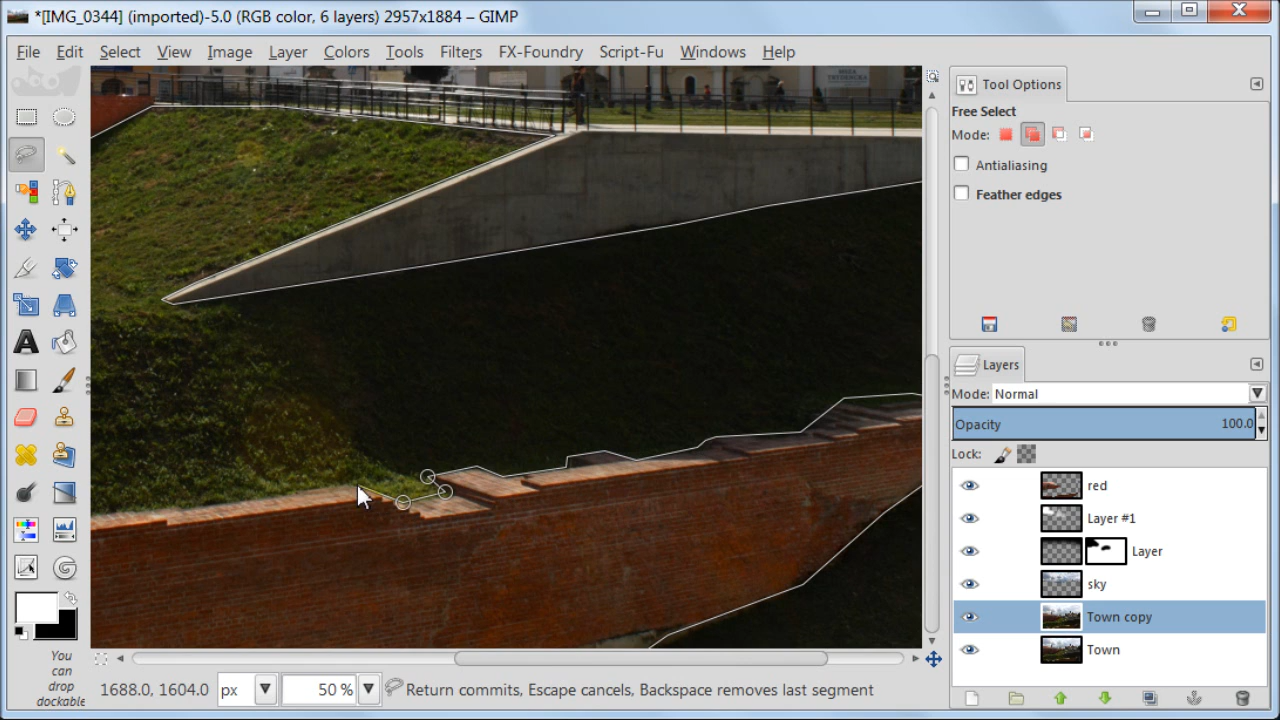 *[IMG_0344] (imported)-5.0 (RGB color, 6 layers) 2957x1884 – GIMP
File Edit Select View Image Layer Colors Tools Filters FX-Foundry Script-Fu Windows Help
Tool Options
Free Select
Mode:
Antialiasing
Feather edges
Layers
Mode: Normal
Opacity 100.0
Lock:
red
Layer #1
Layer
sky
Town copy
Town
You
can
drop
dockable
1688.0, 1604.0 px 50 % Return commits, Escape cancels, Backspace removes last segment